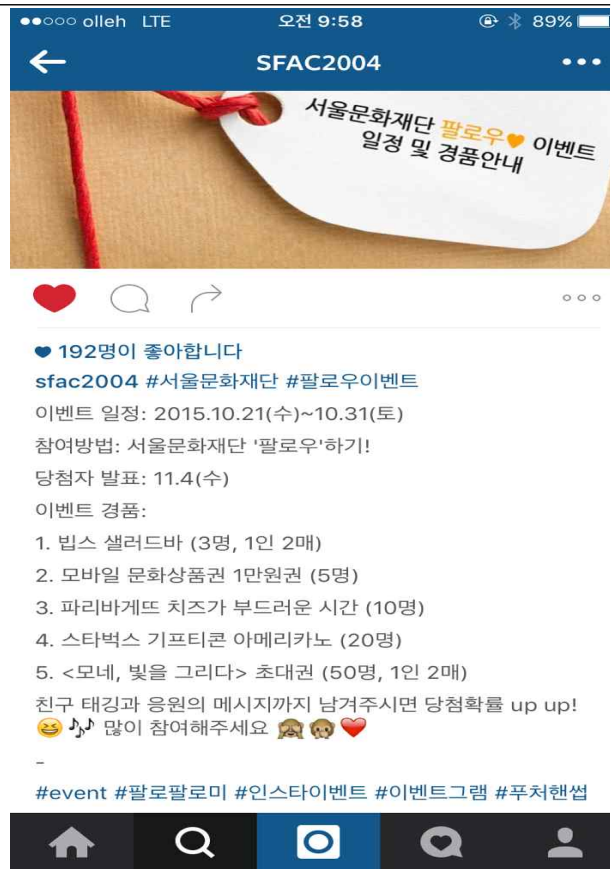 ●●○○○ olleh LTE 오전 9:58 89%
SFAC2004
서울문화재단 팔로우♥ 이벤트
일정 및 경품안내
♥ 192명이 좋아합니다
sfac2004 #서울문화재단 #팔로우이벤트
이벤트 일정: 2015.10.21(수)~10.31(토)
참여방법: 서울문화재단 '팔로우'하기!
당첨자 발표: 11.4(수)
이벤트 경품:
1. 빕스 샐러드바 (3명, 1인 2매)
2. 모바일 문화상품권 1만원권 (5명)
3. 파리바게뜨 치즈가 부드러운 시간 (10명)
4. 스타벅스 기프티콘 아메리카노 (20명)
5. <모네, 빛을 그리다> 초대권 (50명, 1인 2매)
친구 태깅과 응원의 메시지까지 남겨주시면 당첨확률 up up!
😆 🎶 많이 참여해주세요 🙈 🙊 ❤️
-
#event #팔로팔로미 #인스타이벤트 #이벤트그램 #푸처핸썹